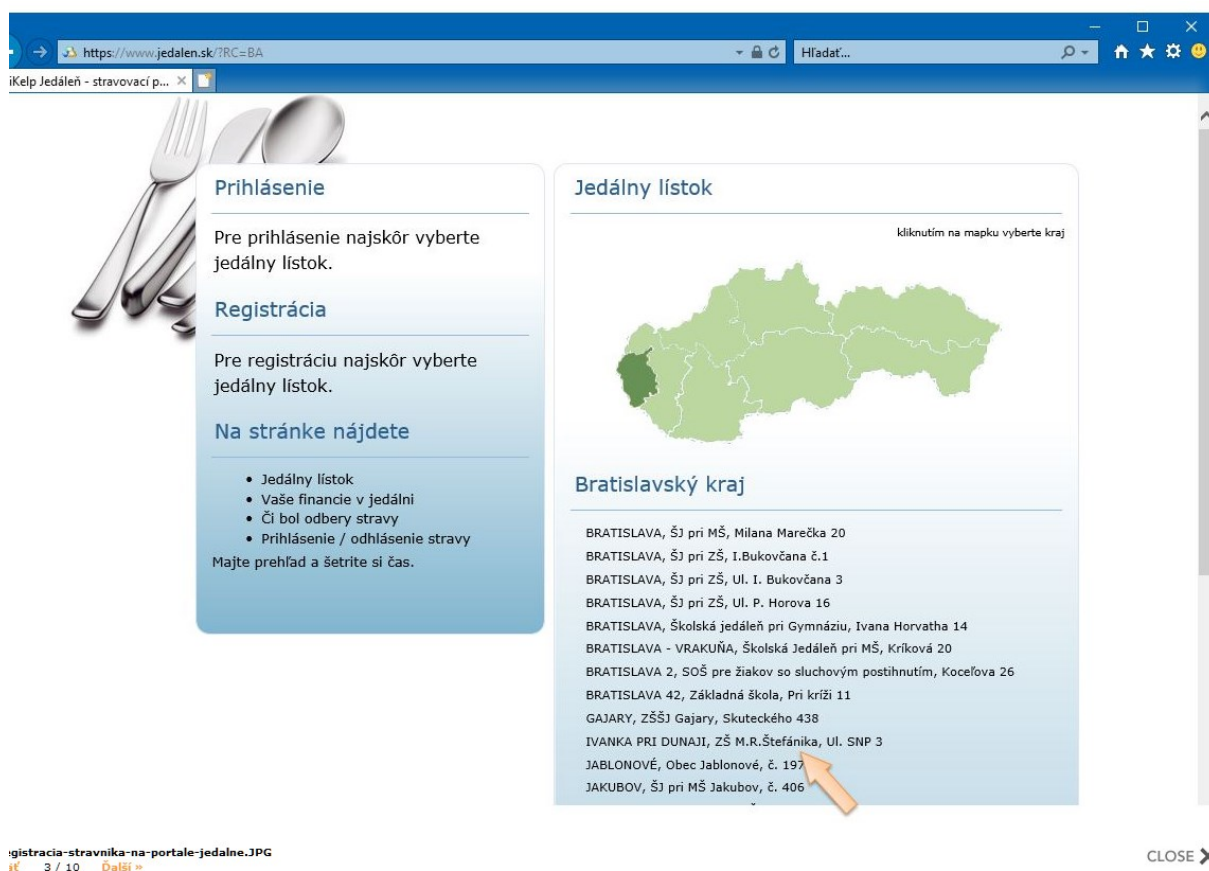 https://www.jedalen.sk/?RC=BA
Hľadať...
iKelp Jedáleň - stravovací p...
Prihlásenie
Pre prihlásenie najskôr vyberte
jedálny lístok.
Registrácia
Pre registráciu najskôr vyberte
jedálny lístok.
Na stránke nájdete
• Jedálny lístok
• Vaše financie v jedálni
• Či bol odbery stravy
• Prihlásenie / odhlásenie stravy
Majte prehľad a šetrite si čas.
Jedálny lístok
kliknutím na mapku vyberte kraj
Bratislavský kraj
BRATISLAVA, ŠJ pri MŠ, Milana Marečka 20
BRATISLAVA, ŠJ pri ZŠ, I.Bukovčana č.1
BRATISLAVA, ŠJ pri ZŠ, Ul. I. Bukovčana 3
BRATISLAVA, ŠJ pri ZŠ, Ul. P. Horova 16
BRATISLAVA, Školská jedáleň pri Gymnáziu, Ivana Horvatha 14
BRATISLAVA - VRAKUŇA, Školská Jedáleň pri MŠ, Kríková 20
BRATISLAVA 2, SOŠ pre žiakov so sluchovým postihnutím, Koceľova 26
BRATISLAVA 42, Základná škola, Pri kríži 11
GAJARY, ZŠŠJ Gajary, Skuteckého 438
IVANKA PRI DUNAJI, ZŠ M.R.Štefánika, Ul. SNP 3
JABLONOVÉ, Obec Jablonové, č. 197
JAKUBOV, ŠJ pri MŠ Jakubov, č. 406
egistracia-stravnika-na-portale-jedalne.JPG
3 / 10 Ďalší »
CLOSE